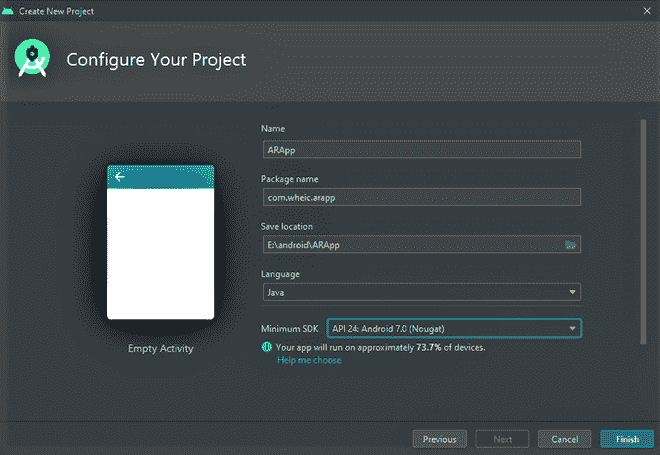 Create New Project
Configure Your Project
Name
ARApp
Package name
com.wheic.arapp
Save location
E:\android\ARApp
Language
Java
Minimum SDK
API 24: Android 7.0 (Nougat)
Your app will run on approximately 73.7% of devices.
Help me choose
Empty Activity
Previous
Next
Cancel
Finish